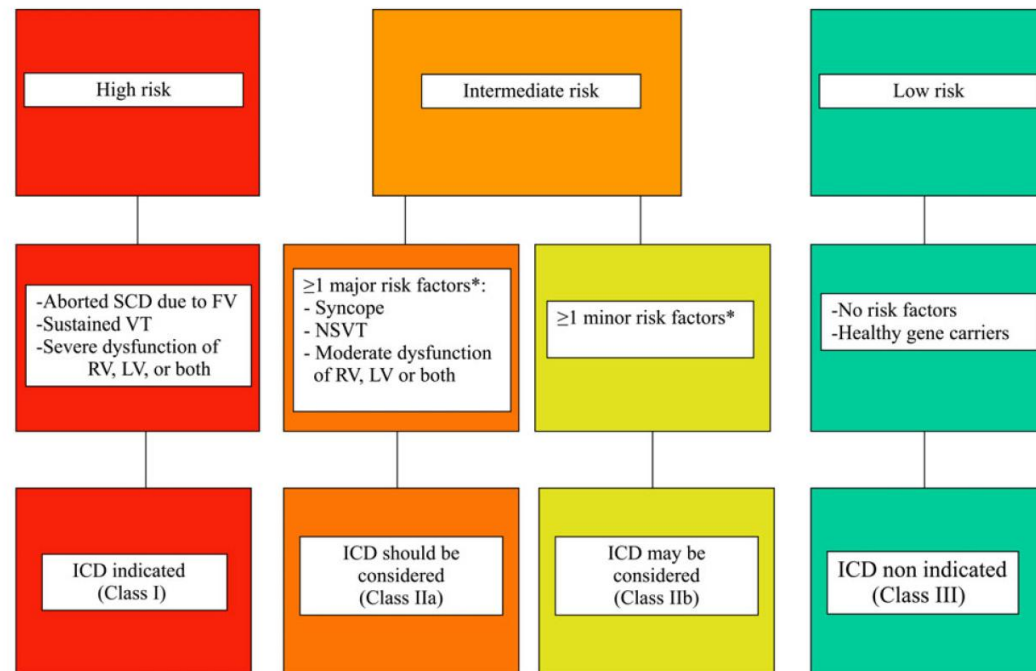 High risk
Intermediate risk
Low risk
-Aborted SCD due to FV
-Sustained VT
-Severe dysfunction of
RV, LV, or both
≥1 major risk factors*:
- Syncope
- NSVT
- Moderate dysfunction
of RV, LV or both
≥1 minor risk factors*
-No risk factors
-Healthy gene carriers
ICD indicated
(Class I)
ICD should be
considered
(Class IIa)
ICD may be
considered
(Class IIb)
ICD non indicated
(Class III)